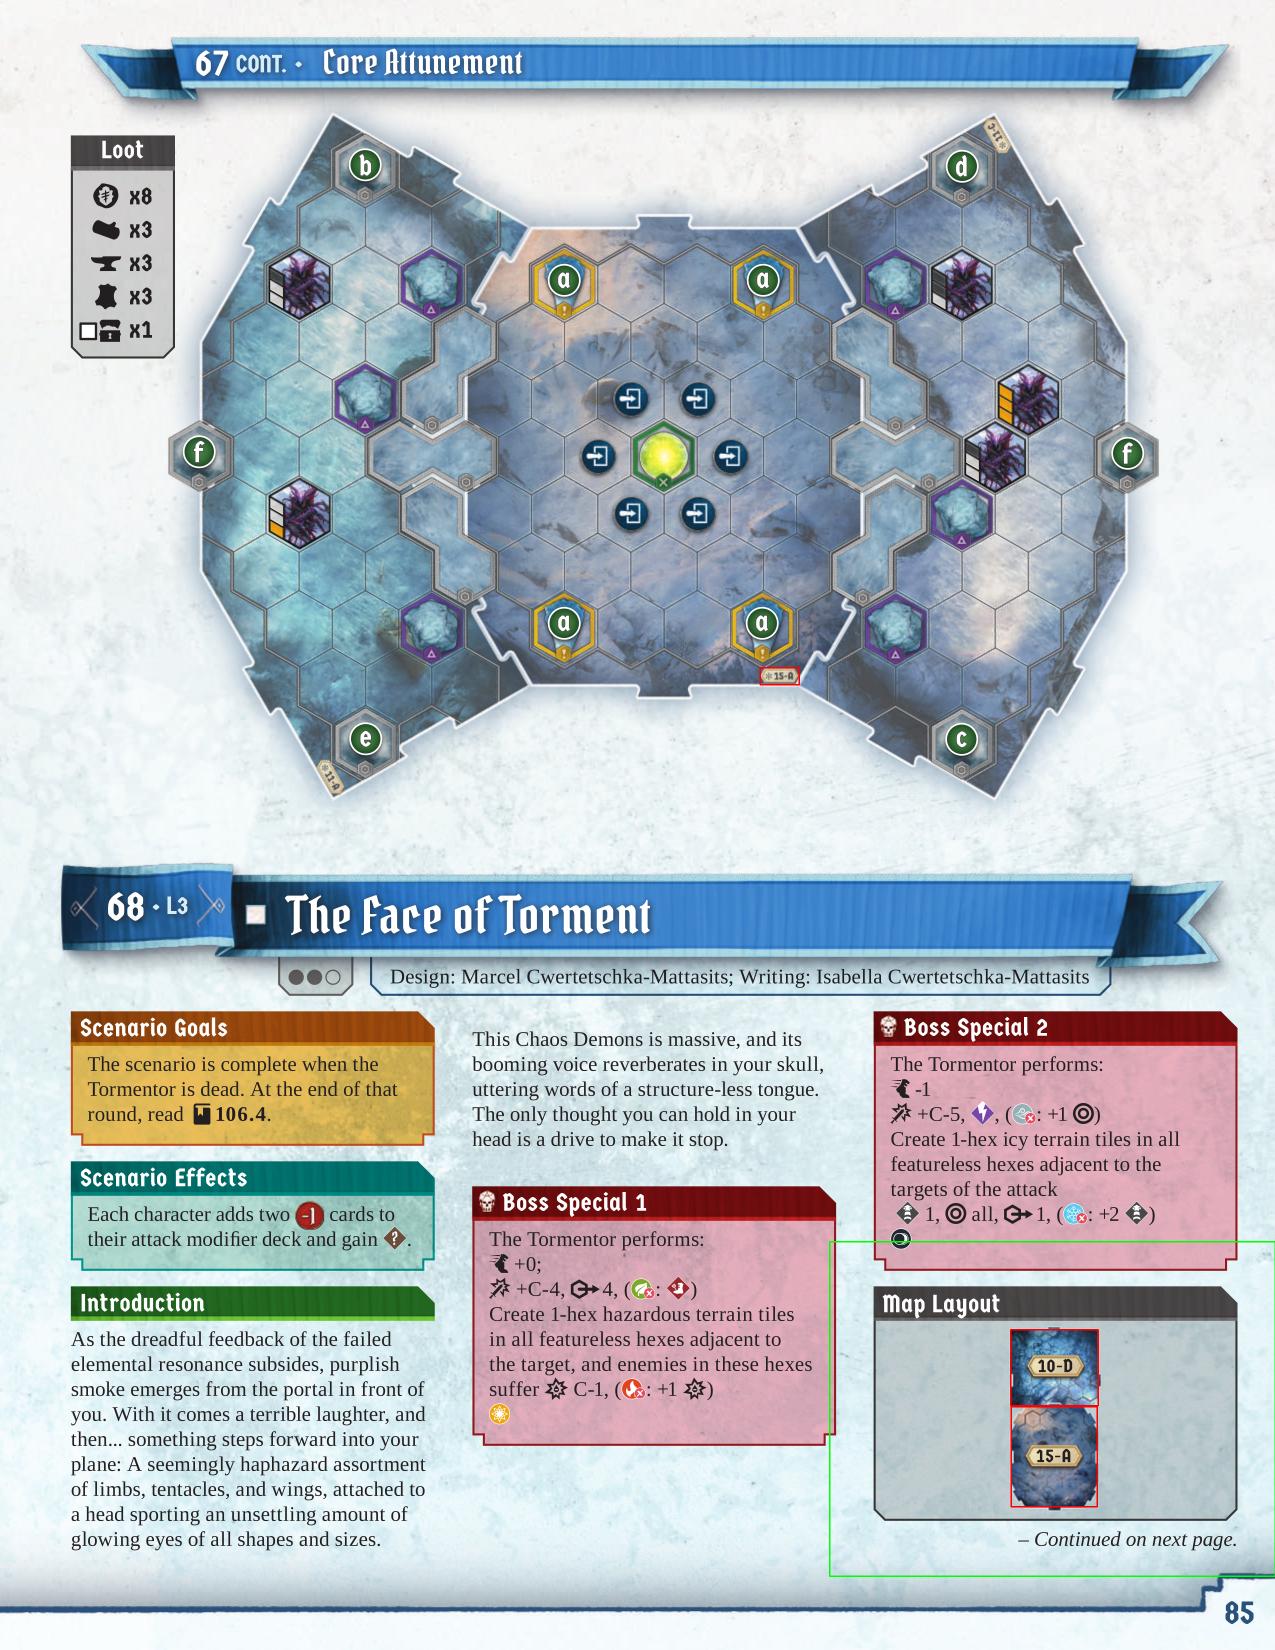 67 CONT. • Core Attunement
Loot
x8
x3
x3
x3
x1
b
d
11-C
a
a
f
f
a
a
15-A
e
c
11-A
68 • L3
The Face of Torment
Design: Marcel Cwertetschka-Mattasits; Writing: Isabella Cwertetschka-Mattasits
Scenario Goals
The scenario is complete when the
Tormentor is dead. At the end of that
round, read 106.4.
Scenario Effects
Each character adds two -1 cards to
their attack modifier deck and gain ?.
Introduction
As the dreadful feedback of the failed
elemental resonance subsides, purplish
smoke emerges from the portal in front of
you. With it comes a terrible laughter, and
then... something steps forward into your
plane: A seemingly haphazard assortment
of limbs, tentacles, and wings, attached to
a head sporting an unsettling amount of
glowing eyes of all shapes and sizes.
This Chaos Demons is massive, and its
booming voice reverberates in your skull,
uttering words of a structure-less tongue.
The only thought you can hold in your
head is a drive to make it stop.
Boss Special 1
The Tormentor performs:
+0;
+C-4, 4, ( : )
Create 1-hex hazardous terrain tiles
in all featureless hexes adjacent to
the target, and enemies in these hexes
suffer C-1, ( : +1 )
Boss Special 2
The Tormentor performs:
-1
+C-5, , ( : +1 )
Create 1-hex icy terrain tiles in all
featureless hexes adjacent to the
targets of the attack
1, all, 1, ( : +2 )
Map Layout
10-D
15-A
– Continued on next page.
85